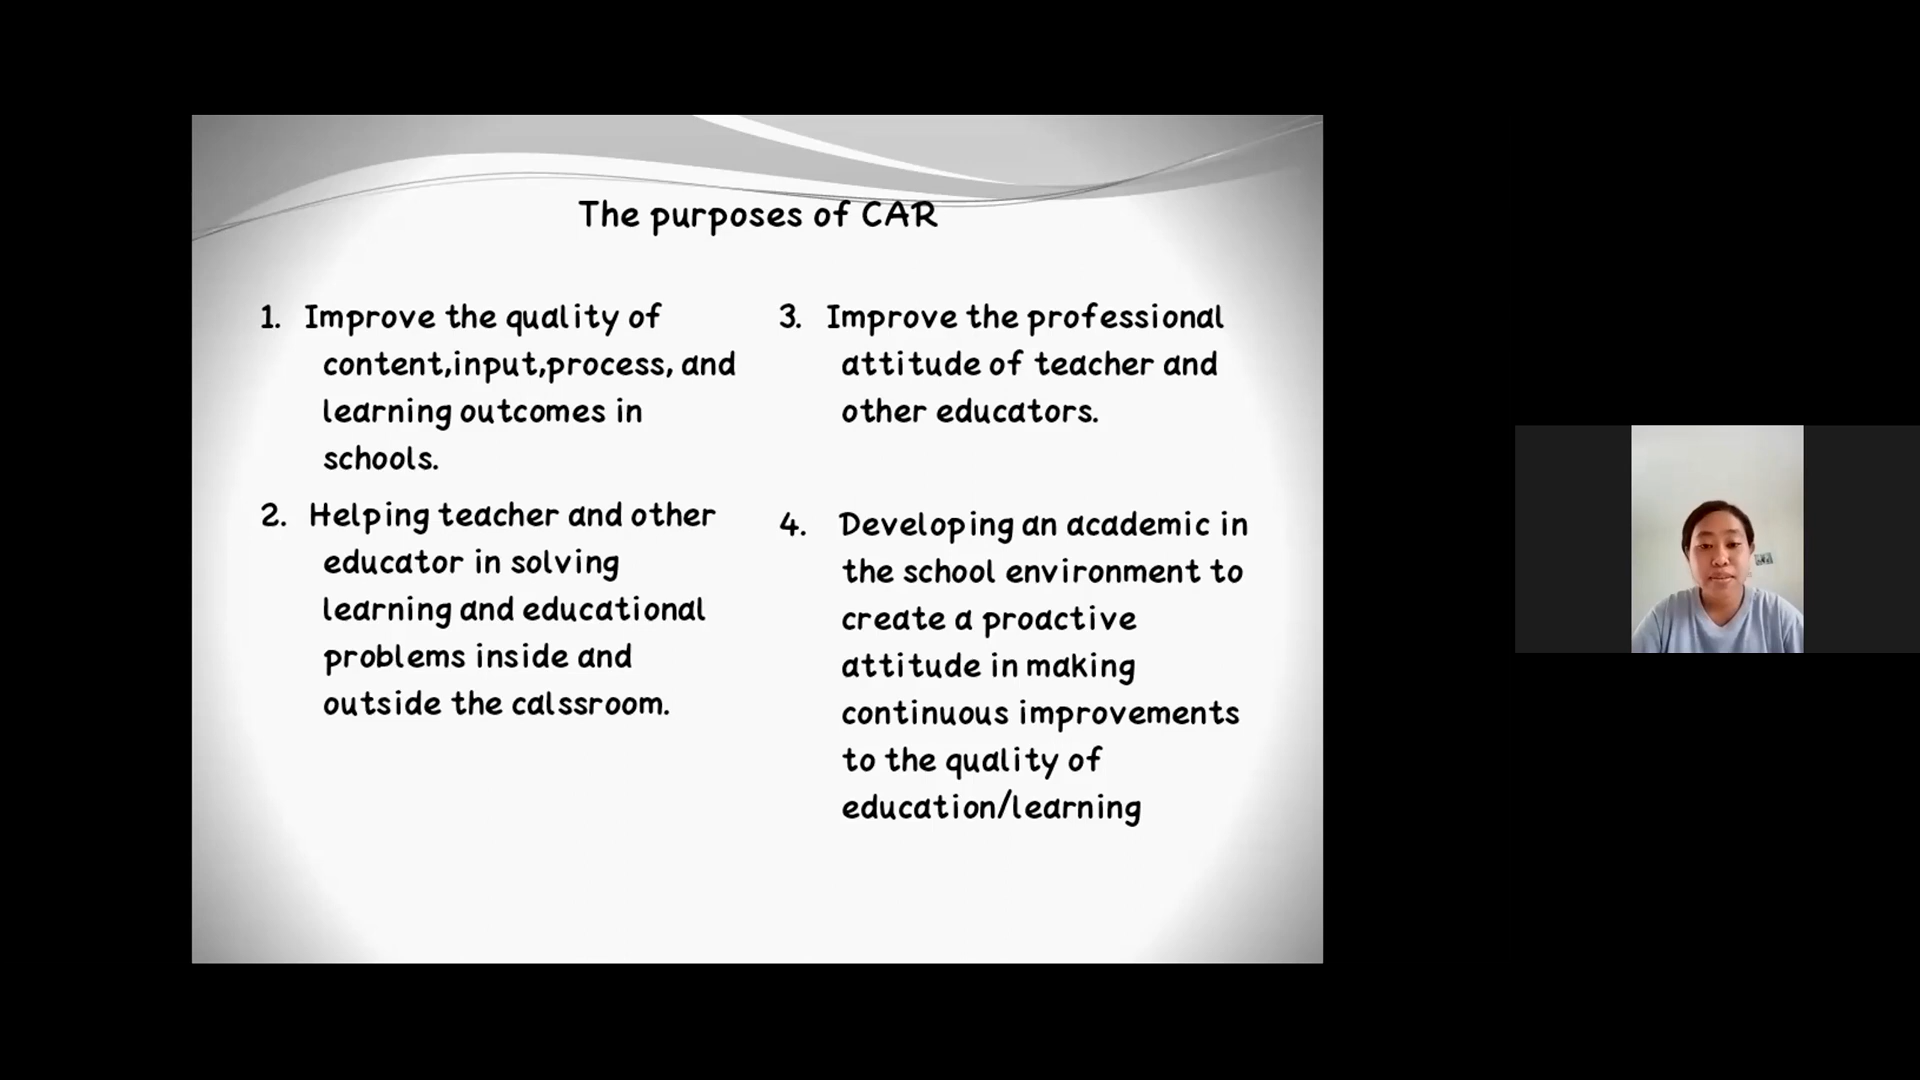 The purposes of CAR
1. Improve the quality of
content,input,process, and
learning outcomes in
schools.
2. Helping teacher and other
educator in solving
learning and educational
problems inside and
outside the calssroom.
3. Improve the professional
attitude of teacher and
other educators.
4. Developing an academic in
the school environment to
create a proactive
attitude in making
continuous improvements
to the quality of
education/learning